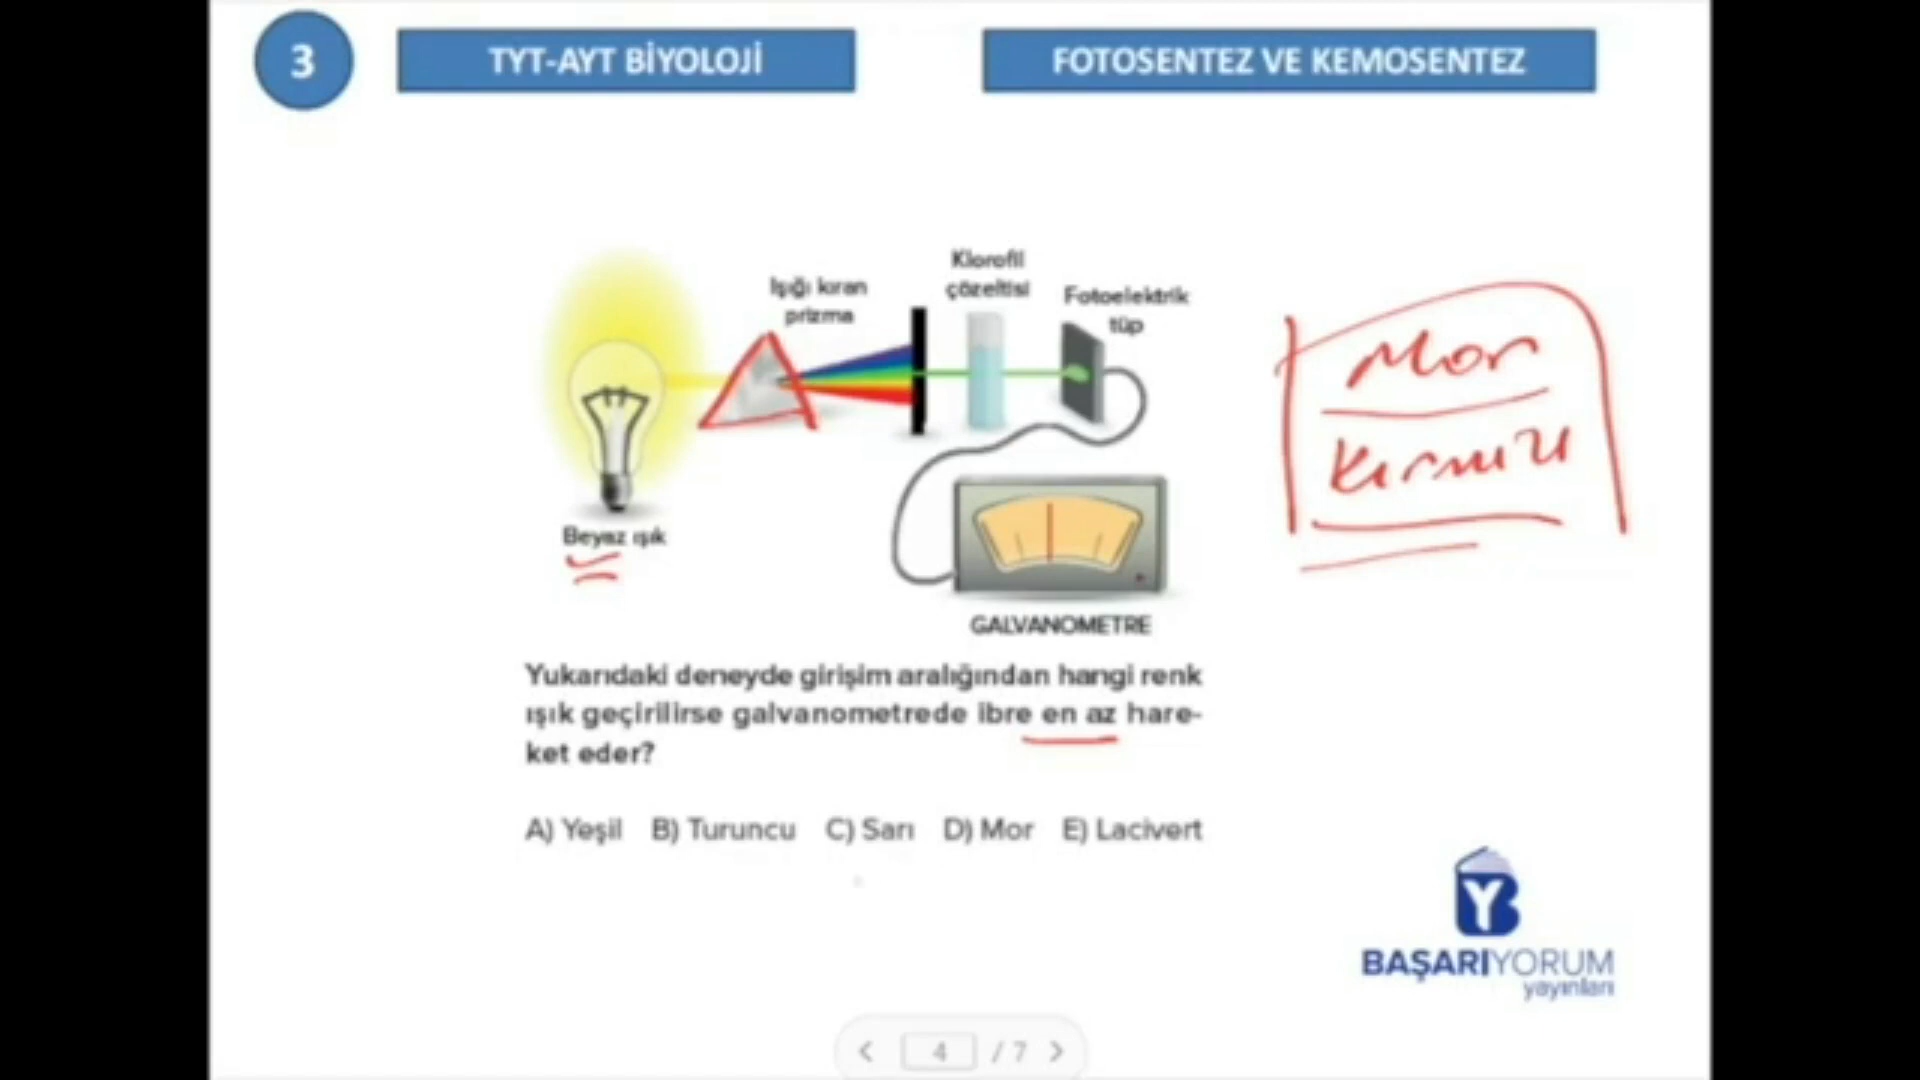 3
TYT-AYT BİYOLOJİ
FOTOSENTEZ VE KEMOSENTEZ
Işığı kıran
prizma
Klorofil
çözeltisi
Fotoelektrik
tüp
Mor
Kırmızı
Beyaz ışık
GALVANOMETRE
Yukarıdaki deneyde girişim aralığından hangi renk
ışık geçirilirse galvanometrede ibre en az hare-
ket eder?
A) Yeşil B) Turuncu C) Sarı D) Mor E) Lacivert
BAŞARIYORUM
yayınları
4 / 7